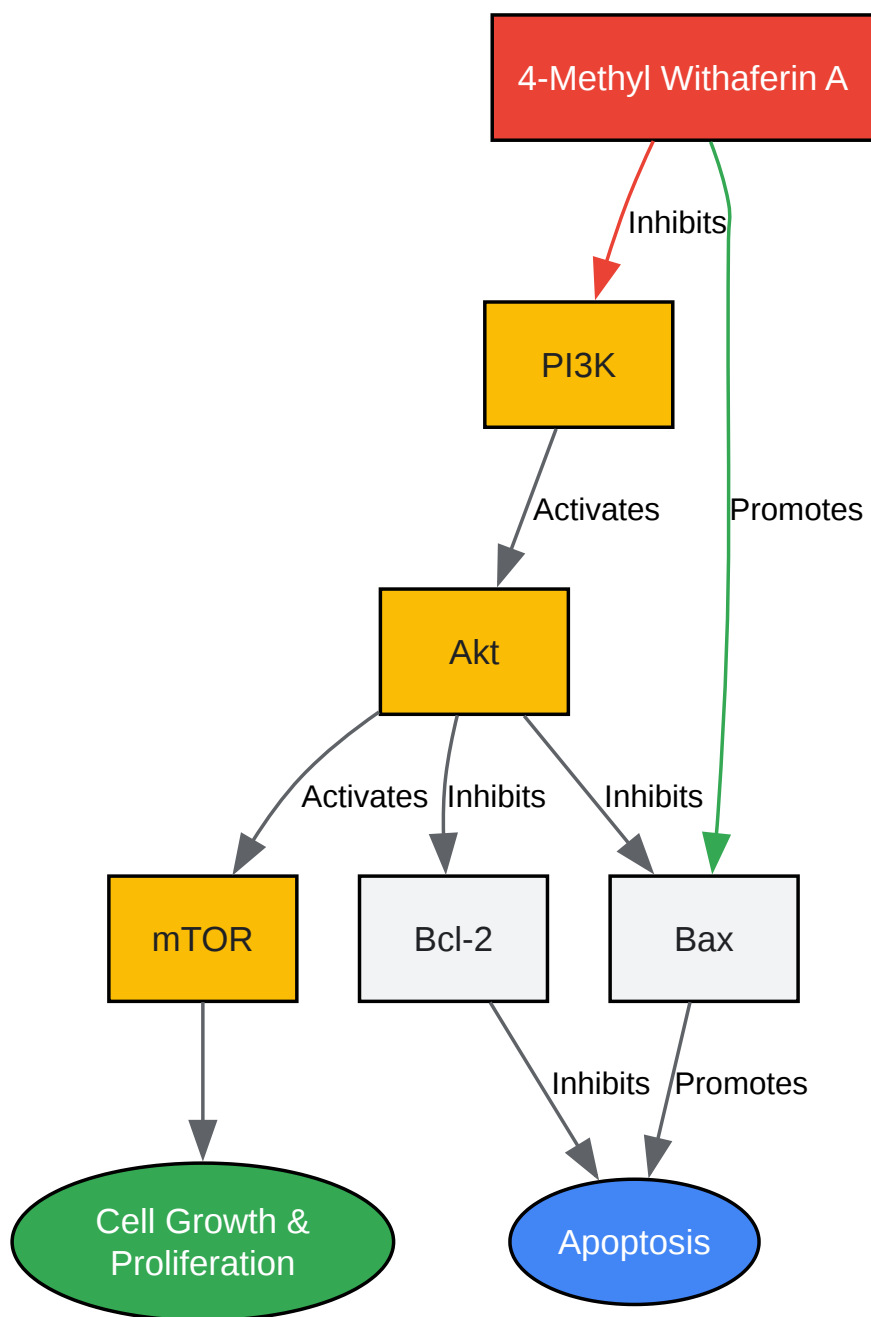 4-Methyl Withaferin A
Inhibits
PI3K
Activates
Promotes
Akt
Activates
Inhibits
Inhibits
mTOR
Bcl-2
Bax
Inhibits
Promotes
Cell Growth &
Proliferation
Apoptosis